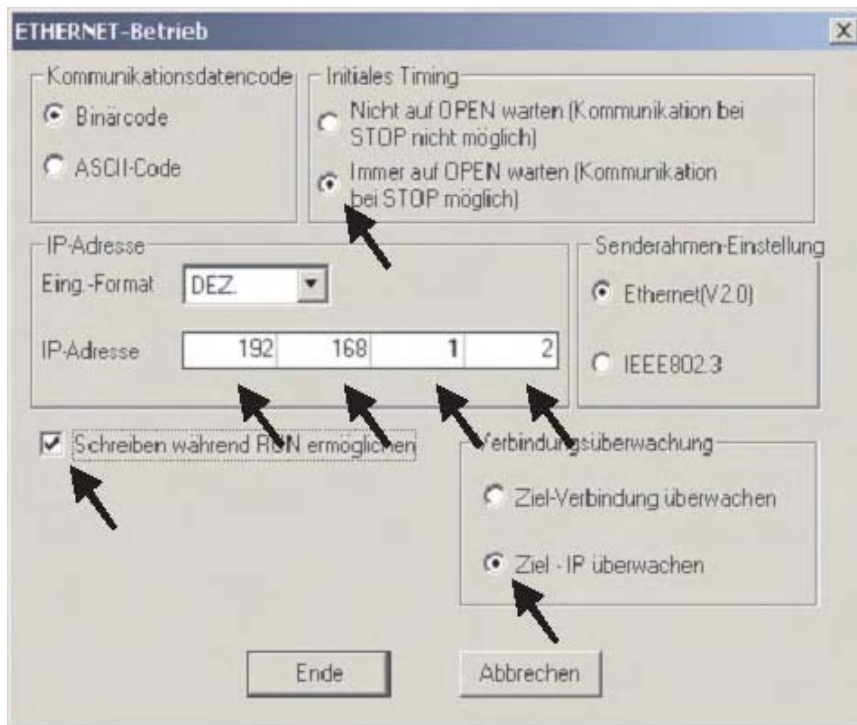 ETHERNET-Betrieb
Kommunikationsdatencode
Binärcode
ASCII-Code
Initiales Timing
Nicht auf OPEN warten (Kommunikation bei
STOP nicht möglich)
Immer auf OPEN warten (Kommunikation
bei STOP möglich)
IP-Adresse
Eing.-Format
DEZ.
IP-Adresse
192 168 1 2
Senderahmen-Einstellung
Ethernet(V2.0)
IEEE802.3
Schreiben während RUN ermöglichen
Verbindungsüberwachung
Ziel-Verbindung überwachen
Ziel - IP überwachen
Ende
Abbrechen